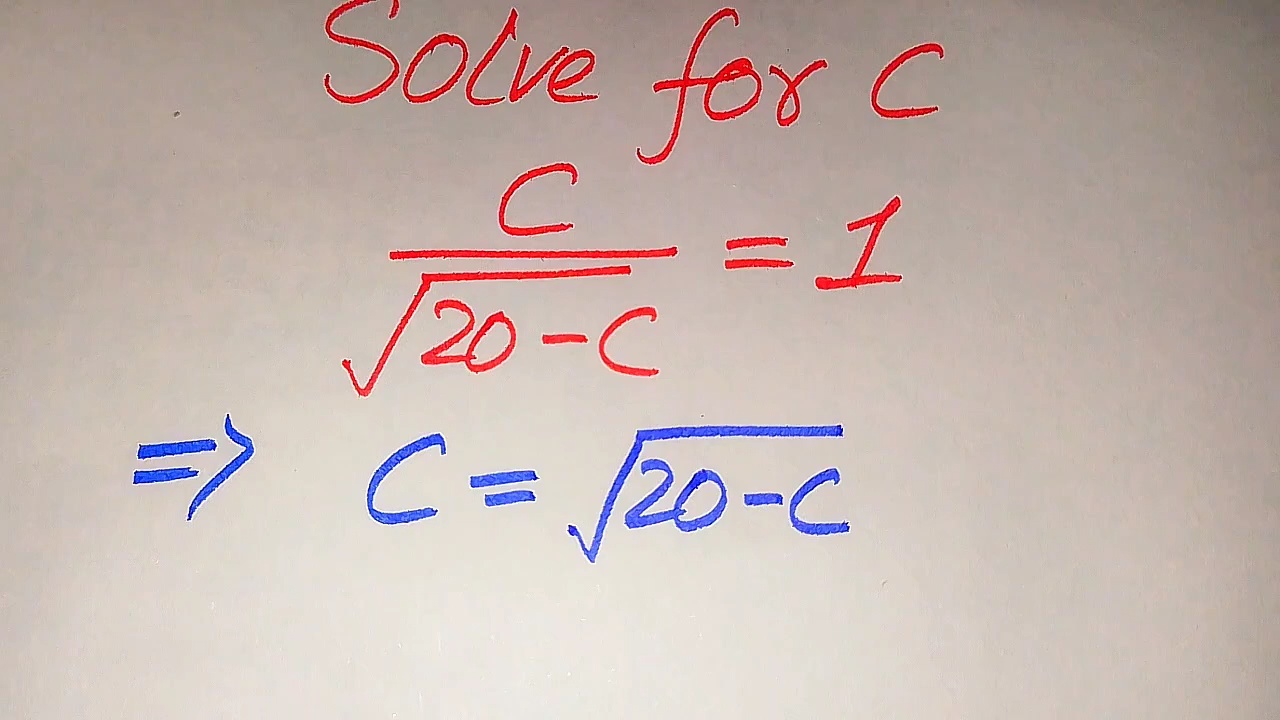 Solve for C
C / √(20-C) = 1
⇒ C = √(20-C)